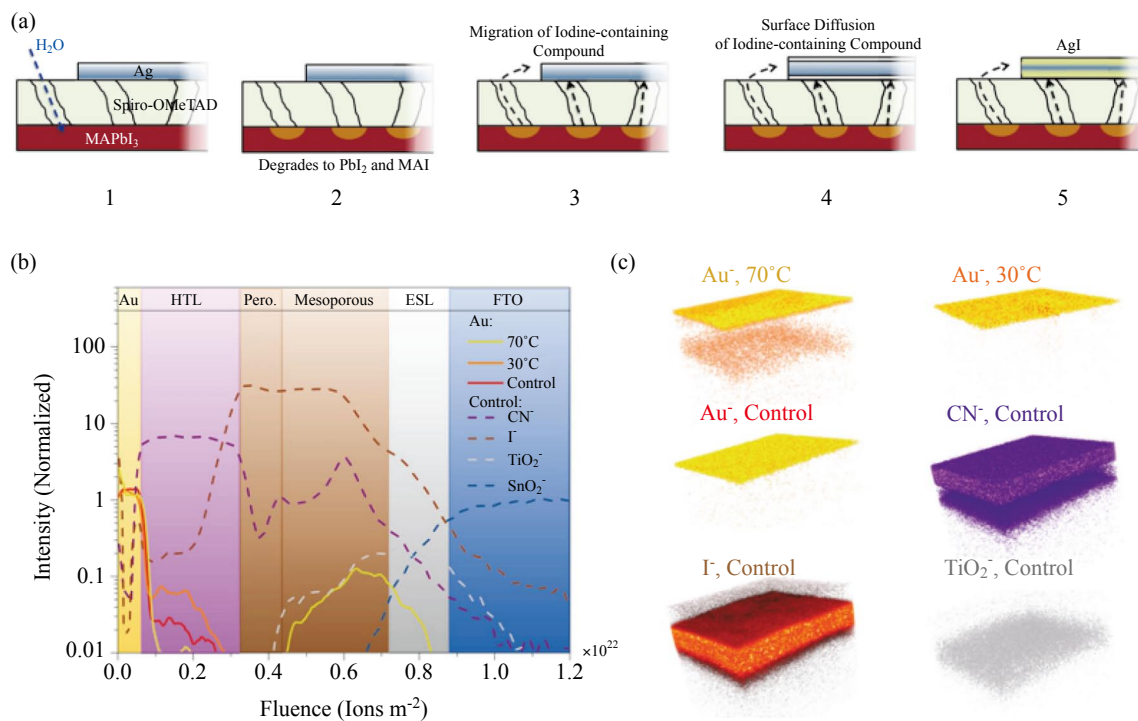 (a)
H₂O
Ag
Spiro-OMeTAD
MAPbI₃
1
Degrades to PbI₂ and MAI
2
Migration of Iodine-containing
Compound
3
Surface Diffusion
of Iodine-containing Compound
4
AgI
5
(b)
Au
HTL
Pero.
Mesoporous
ESL
FTO
Au:
70˚C
30˚C
Control
Control:
CN⁻
I⁻
TiO₂⁻
SnO₂⁻
Intensity (Normalized)
100
10
1
0.1
0.01
0.0 0.2 0.4 0.6 0.8 1.0 1.2
×10²²
Fluence (Ions m⁻²)
(c)
Au⁻, 70˚C
Au⁻, 30˚C
Au⁻, Control
CN⁻, Control
I⁻, Control
TiO₂⁻, Control